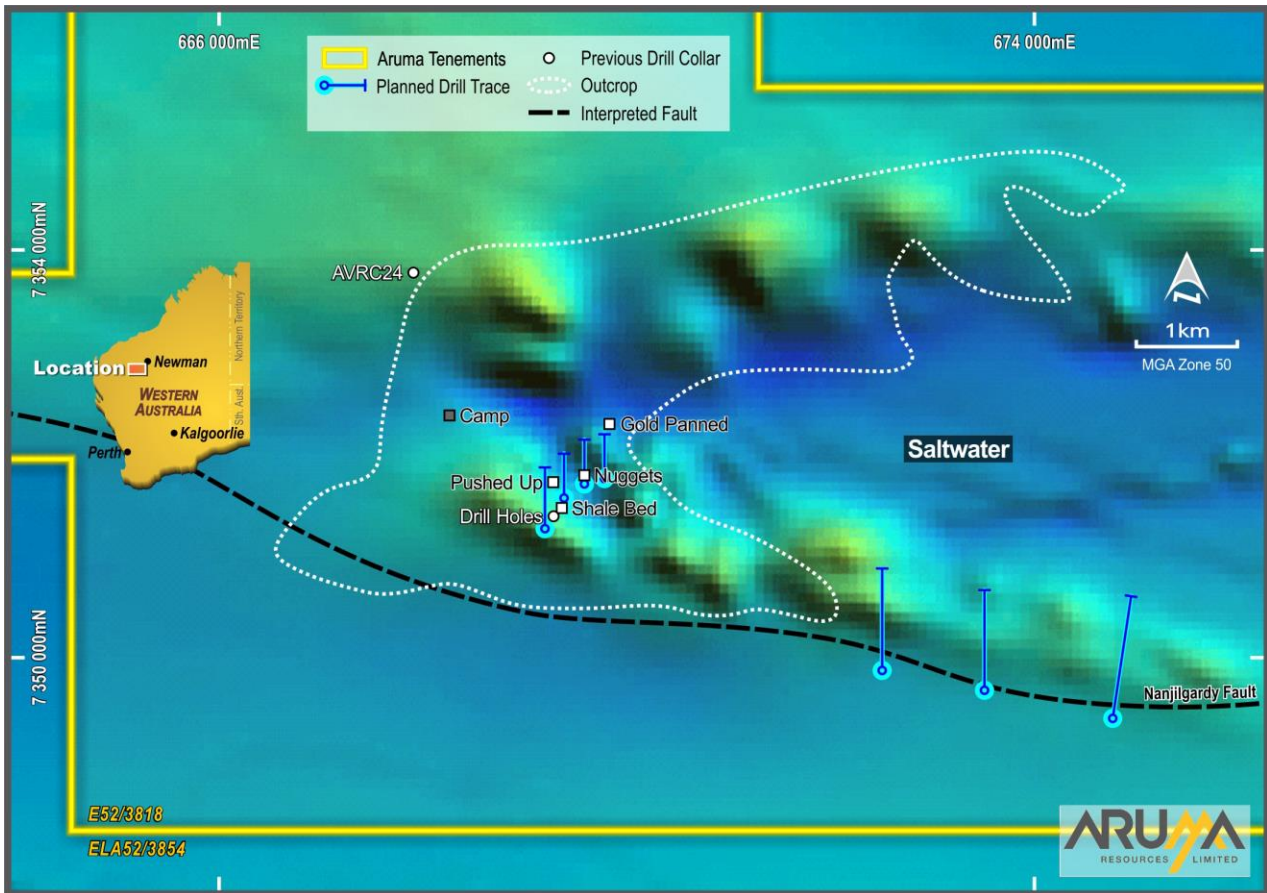 666 000mE
674 000mE
Aruma Tenements
Planned Drill Trace
Previous Drill Collar
Outcrop
Interpreted Fault
7 354 000mN
AVRC24
1km
MGA Zone 50
Northern Territory
Sth. Aust.
Location
Newman
WESTERN
AUSTRALIA
Kalgoorlie
Perth
Camp
Gold Panned
Saltwater
Pushed Up
Nuggets
Drill Holes
Shale Bed
7 350 000mN
Nanjilgardy Fault
E52/3818
ELA52/3854
ARUMA
RESOURCES LIMITED